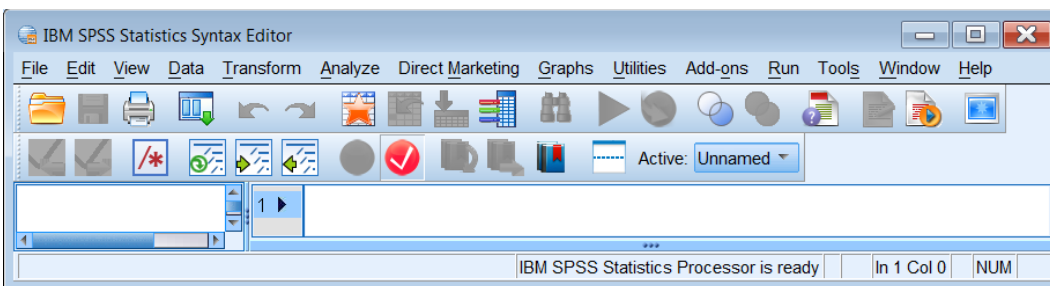 IBM SPSS Statistics Syntax Editor
File Edit View Data Transform Analyze Direct Marketing Graphs Utilities Add-ons Run Tools Window Help
/* Active: Unnamed
1
IBM SPSS Statistics Processor is ready In 1 Col 0 NUM